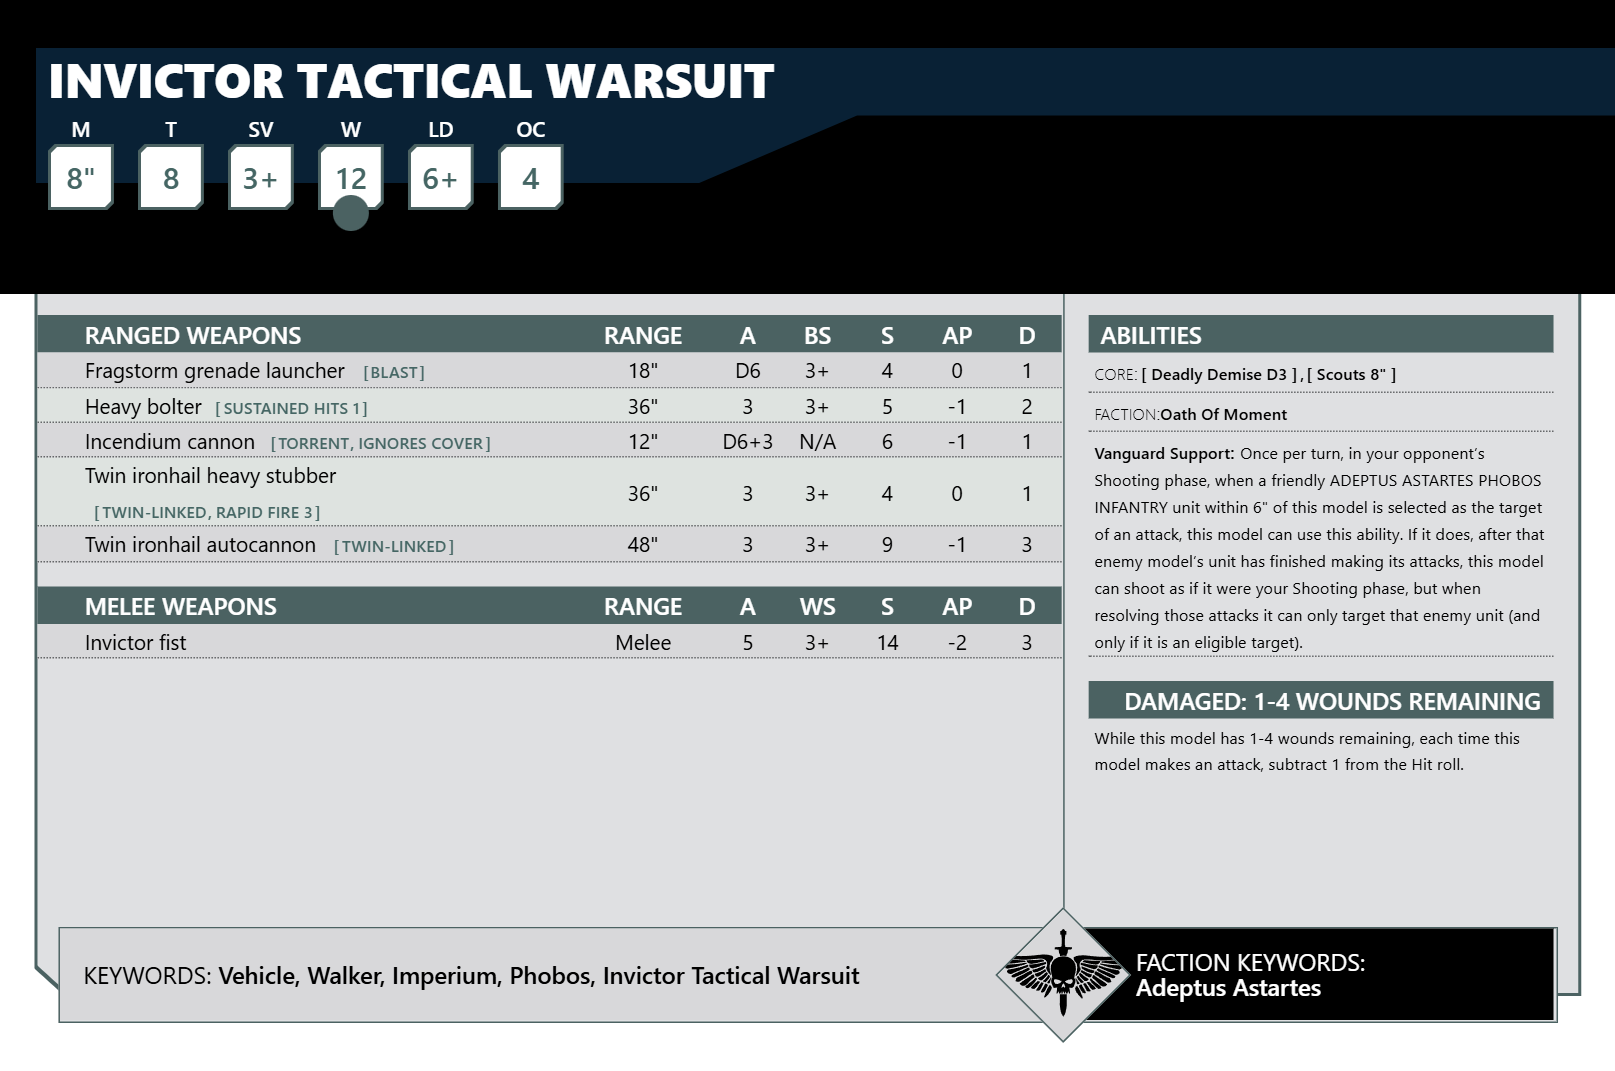 INVICTOR TACTICAL WARSUIT
M T SV W LD OC
8" 8 3+ 12 6+ 4
RANGED WEAPONS RANGE A BS S AP D
Fragstorm grenade launcher [BLAST] 18" D6 3+ 4 0 1
Heavy bolter [SUSTAINED HITS 1] 36" 3 3+ 5 -1 2
Incendium cannon [TORRENT, IGNORES COVER] 12" D6+3 N/A 6 -1 1
Twin ironhail heavy stubber
[TWIN-LINKED, RAPID FIRE 3] 36" 3 3+ 4 0 1
Twin ironhail autocannon [TWIN-LINKED] 48" 3 3+ 9 -1 3
MELEE WEAPONS RANGE A WS S AP D
Invictor fist Melee 5 3+ 14 -2 3
ABILITIES
CORE: [ Deadly Demise D3 ] , [ Scouts 8" ]
FACTION:Oath Of Moment
Vanguard Support: Once per turn, in your opponent's
Shooting phase, when a friendly ADEPTUS ASTARTES PHOBOS
INFANTRY unit within 6" of this model is selected as the target
of an attack, this model can use this ability. If it does, after that
enemy model's unit has finished making its attacks, this model
can shoot as if it were your Shooting phase, but when
resolving those attacks it can only target that enemy unit (and
only if it is an eligible target).
DAMAGED: 1-4 WOUNDS REMAINING
While this model has 1-4 wounds remaining, each time this
model makes an attack, subtract 1 from the Hit roll.
KEYWORDS: Vehicle, Walker, Imperium, Phobos, Invictor Tactical Warsuit
FACTION KEYWORDS:
Adeptus Astartes